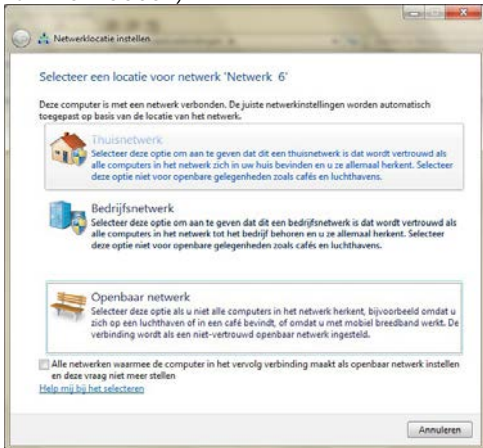 Netwerklocatie instellen
Selecteer een locatie voor netwerk 'Netwerk 6'
Deze computer is met een netwerk verbonden. De juiste netwerkinstellingen worden automatisch
toegepast op basis van de locatie van het netwerk.
Thuisnetwerk
Selecteer deze optie om aan te geven dat dit een thuisnetwerk is dat wordt vertrouwd als
alle computers in het netwerk zich in uw huis bevinden en u ze allemaal herkent. Selecteer
deze optie niet voor openbare gelegenheden zoals cafés en luchthavens.
Bedrijfsnetwerk
Selecteer deze optie om aan te geven dat dit een bedrijfsnetwerk is dat wordt vertrouwd als
alle computers in het netwerk tot het bedrijf behoren en u ze allemaal herkent. Selecteer
deze optie niet voor openbare gelegenheden zoals cafés en luchthavens.
Openbaar netwerk
Selecteer deze optie als u niet alle computers in het netwerk herkent, bijvoorbeeld omdat u
zich op een luchthaven of in een café bevindt, of omdat u met mobiel breedband werkt. De
verbinding wordt als een niet-vertrouwd openbaar netwerk ingesteld.
Alle netwerken waarmee de computer in het vervolg verbinding maakt als openbaar netwerk instellen
en deze vraag niet meer stellen
Help mij bij het selecteren
Annuleren